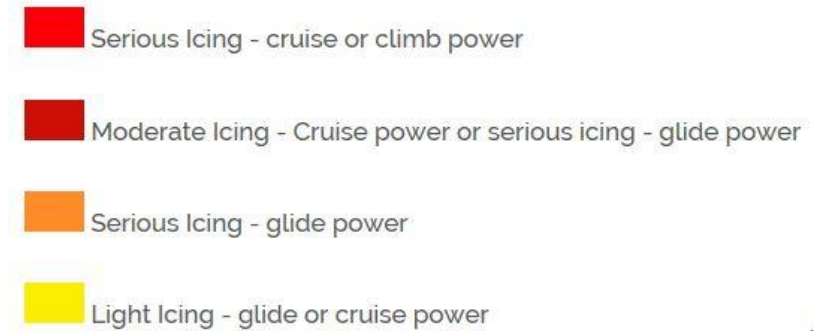 Serious Icing - cruise or climb power
Moderate Icing - Cruise power or serious icing - glide power
Serious Icing - glide power
Light Icing - glide or cruise power